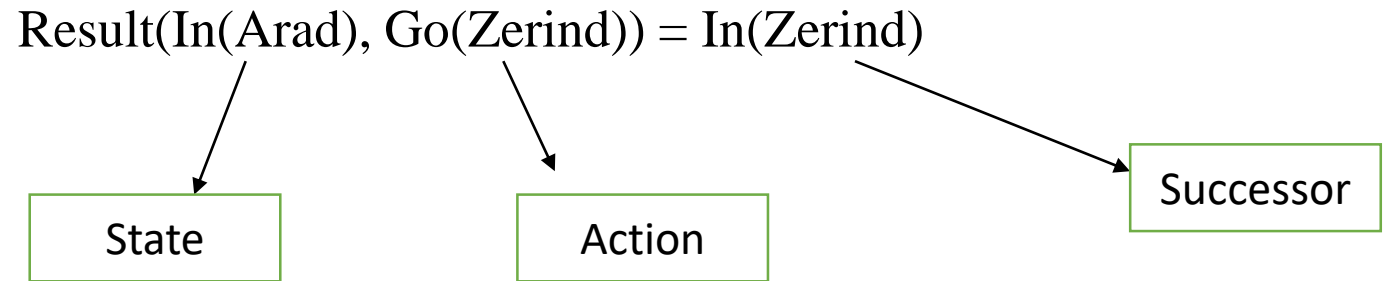 Result(In(Arad), Go(Zerind)) = In(Zerind)
Successor
State
Action